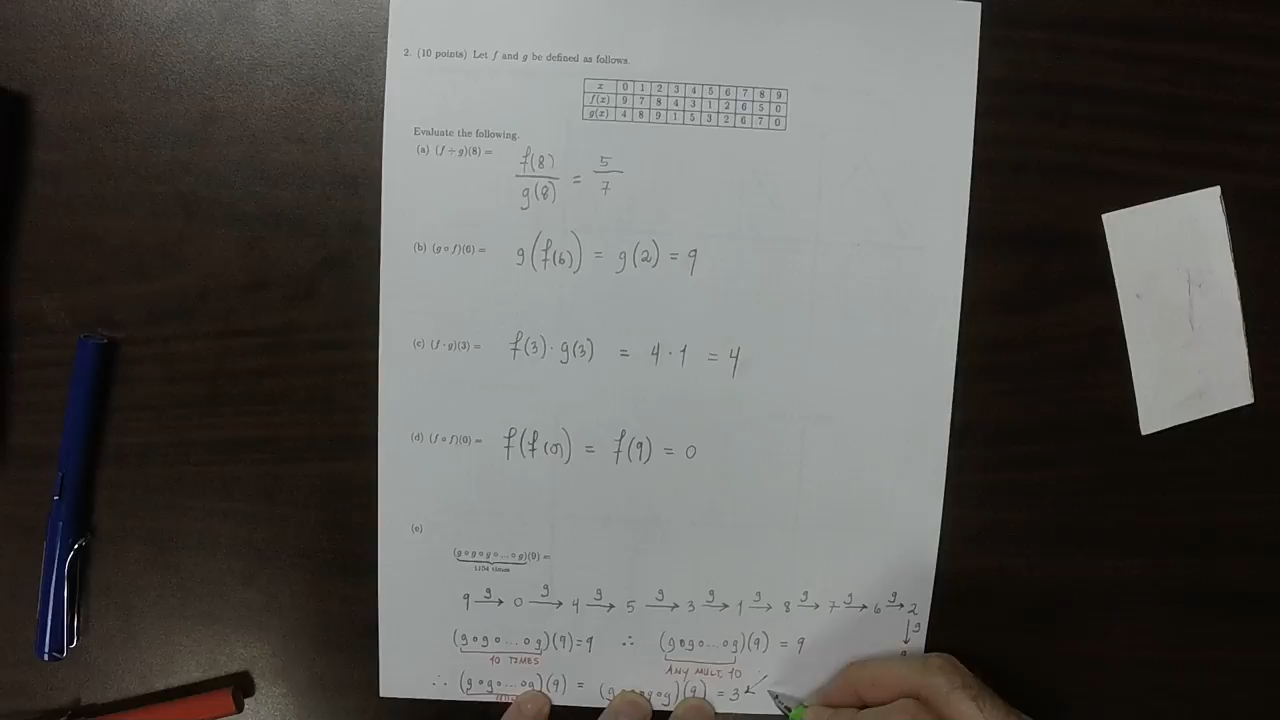 2. (10 points) Let f and g be defined as follows.
x 0 1 2 3 4 5 6 7 8 9
f(x) 9 7 8 4 3 1 2 6 5 0
g(x) 4 8 9 1 5 3 2 6 7 0
Evaluate the following.
(a) (f ÷ g)(8) = f(8)/g(8) = 5/7
(b) (g ∘ f)(6) = g(f(6)) = g(2) = 9
(c) (f · g)(3) = f(3) · g(3) = 4 · 1 = 4
(d) (f ∘ f)(0) = f(f(0)) = f(9) = 0
(e)
(g ∘ g ∘ g ∘ ... ∘ g)(9) =
times
9 →g 0 →g 4 →g 5 →g 3 →g 1 →g 8 →g 7 →g 6 →g 2
↓ g
(g∘g∘...∘g)(9) = 9 ∴ (g∘g∘...∘g)(9) = 9
10 TIMES ANY MULT. 10
∴ (g∘g∘...∘g)(9) = (g g∘g)(9) = 3 ✓